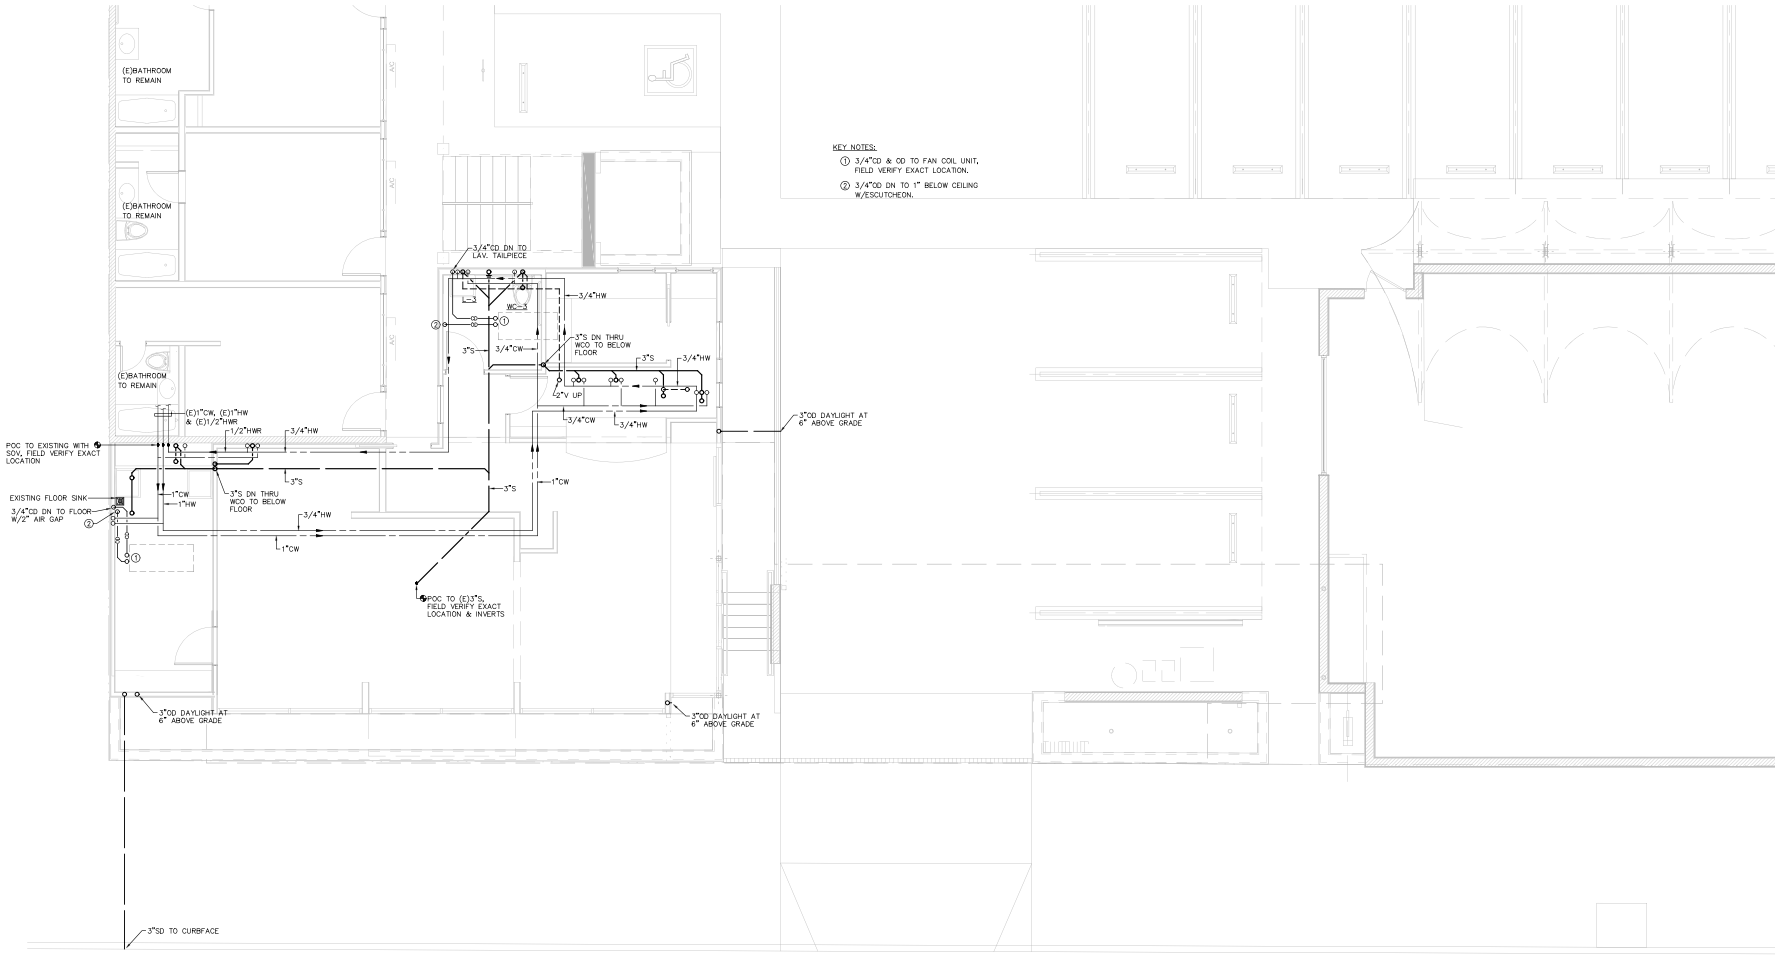 (E)BATHROOM
TO REMAIN
A/C
KEY NOTES:
① 3/4"CD & OD TO FAN COIL UNIT,
FIELD VERIFY EXACT LOCATION.
② 3/4"OD DN TO 1" BELOW CEILING
W/ESCUTCHEON.
A/C
(E)BATHROOM
TO REMAIN
3/4"CD DN TO
LAV. TAILPIECE
L-3
WC-3
3/4"HW
②
①
A/C
3"S DN THRU
WCO TO BELOW
FLOOR
3"S
3/4"CW
3"S
3/4"HW
(E)BATHROOM
TO REMAIN
2"V UP
(E)1"CW, (E)1"HW
& (E)1/2"HWR
3/4"CW
3/4"HW
3"OD DAYLIGHT AT
6" ABOVE GRADE
1/2"HWR
3/4"HW
POC TO EXISTING WITH
SOV, FIELD VERIFY EXACT
LOCATION
3"S
3"S
1"CW
EXISTING FLOOR SINK
1"CW
1"HW
3"S DN THRU
WCO TO BELOW
FLOOR
3/4"CD DN TO FLOOR
W/2" AIR GAP
②
3/4"HW
1"CW
①
POC TO (E)3"S,
FIELD VERIFY EXACT
LOCATION & INVERTS
3"OD DAYLIGHT AT
6" ABOVE GRADE
3"OD DAYLIGHT AT
6" ABOVE GRADE
3"SD TO CURBFACE